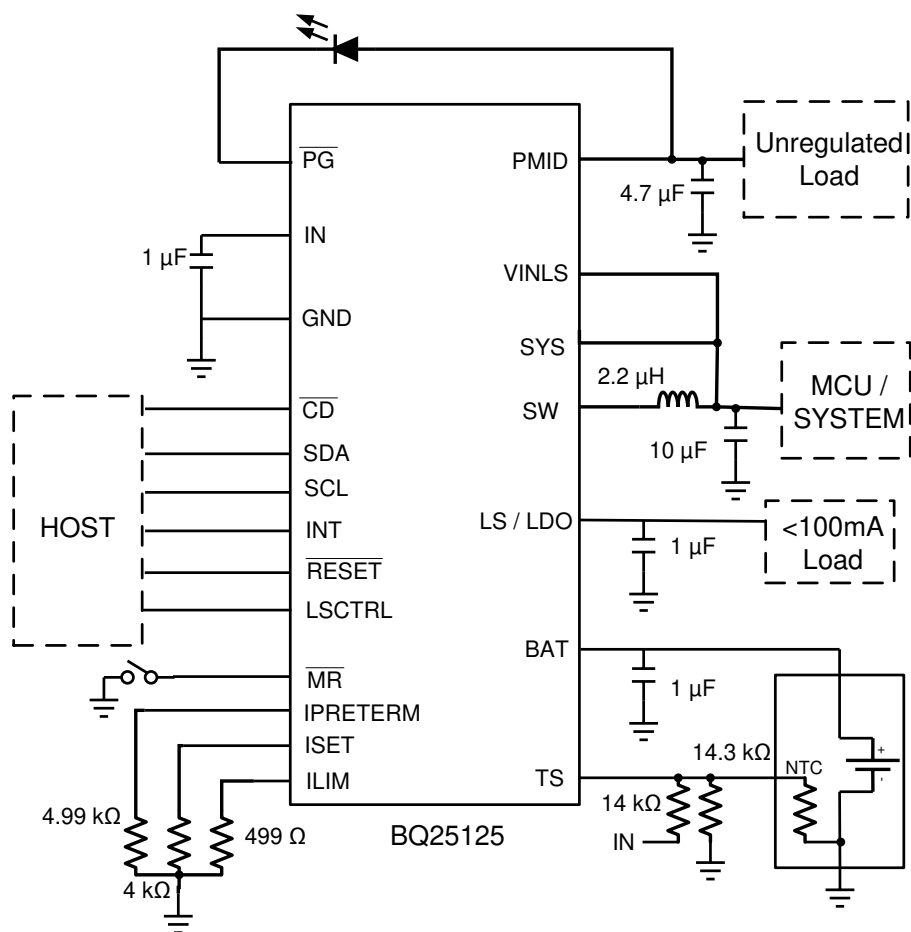 PG
PMID
Unregulated
Load
4.7 µF
IN
1 µF
VINLS
GND
SYS
2.2 µH
MCU /
SYSTEM
CD
SW
SDA
10 µF
SCL
HOST
INT
LS / LDO
<100mA
Load
1 µF
RESET
LSCTRL
BAT
MR
1 µF
IPRETERM
ISET
14.3 kΩ
NTC
+
-
ILIM
TS
14 kΩ
4.99 kΩ
499 Ω
BQ25125
IN
4 kΩ